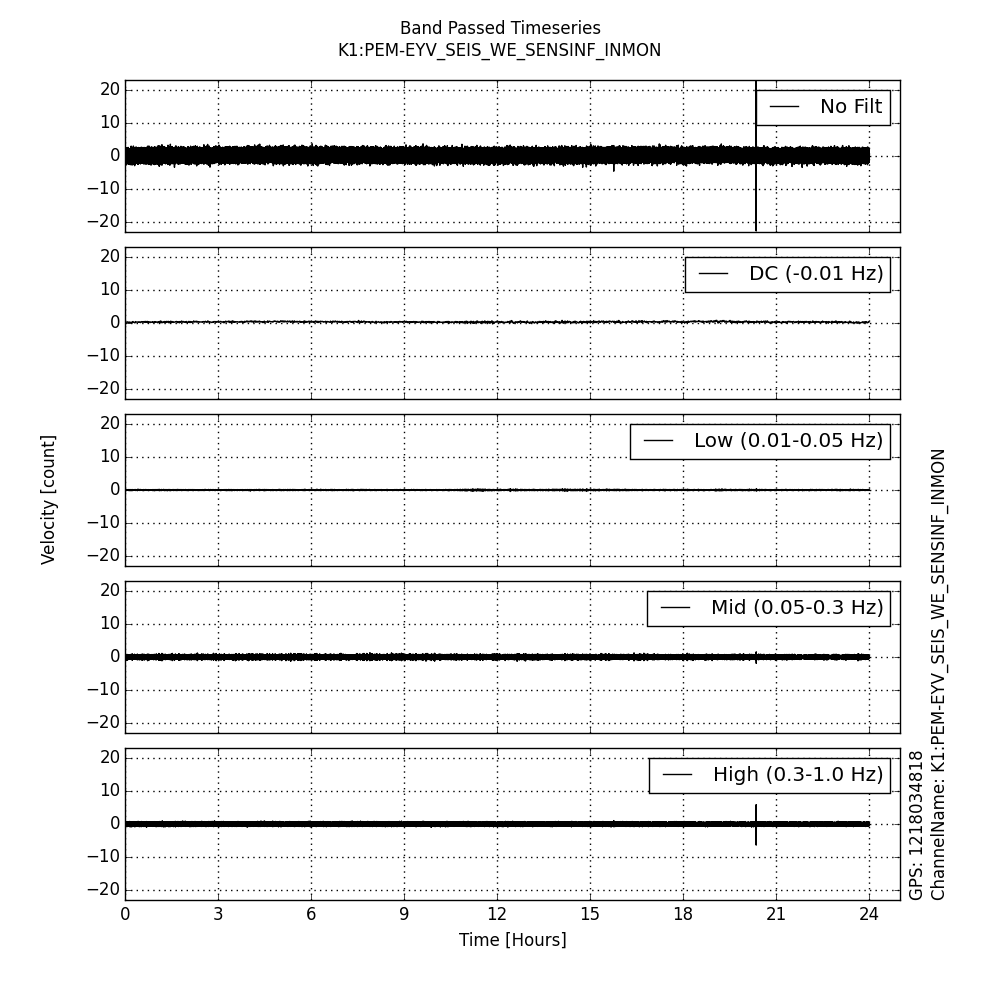 Band Passed Timeseries
K1:PEM-EYV_SEIS_WE_SENSINF_INMON
20
10
0
−10
−20
No Filt
20
10
0
−10
−20
DC (-0.01 Hz)
20
10
0
−10
−20
Low (0.01-0.05 Hz)
20
10
0
−10
−20
Mid (0.05-0.3 Hz)
20
10
0
−10
−20
High (0.3-1.0 Hz)
0 3 6 9 12 15 18 21 24
Time [Hours]
Velocity [count]
GPS: 1218034818
ChannelName: K1:PEM-EYV_SEIS_WE_SENSINF_INMON